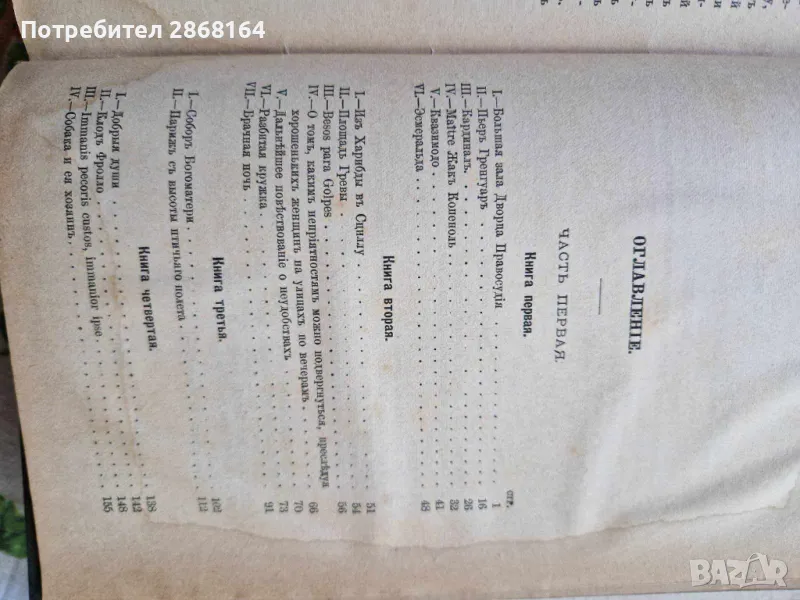 Потребител 2868164
ОГЛАВЛЕНІЕ.
ЧАСТЬ ПЕРВАЯ.
Книга первая.
СТР.
I.—Большая зала Дворца Правосудія . . . 1
II.—Пьеръ Гренгуаръ . . . 16
III.—Кардиналъ . . . 26
IV.—Maître Жакъ Копеноль . . . 32
V.—Квазимодо . . . 41
VI.—Эсмеральда . . . 48
Книга вторая.
I.—Изъ Харибды въ Сциллу . . . 51
II.—Площадь Гревы . . . 54
III.—Besos para Golpes . . . 56
IV.—О томъ, какимъ непріятностямъ можно подвергнуться, преслѣдуя
хорошенькихъ женщинъ на улицахъ по вечерамъ . . . 66
V.—Дальнѣйшее повѣствованіе о неудобствахъ . . . 70
VI.—Разбитая кружка . . . 73
VII.—Брачная ночь . . . 91
Книга третья.
I.—Соборъ Богоматери . . . 102
II.—Парижъ съ высоты птичьяго полета . . . 112
Книга четвертая.
I.—Добрыя души . . . 138
II.—Клодъ Фролло . . . 142
III.—Immanis pecoris custos, immanior ipse . . . 148
IV.—Собака и ея хозяинъ . . . 155
BAZAR